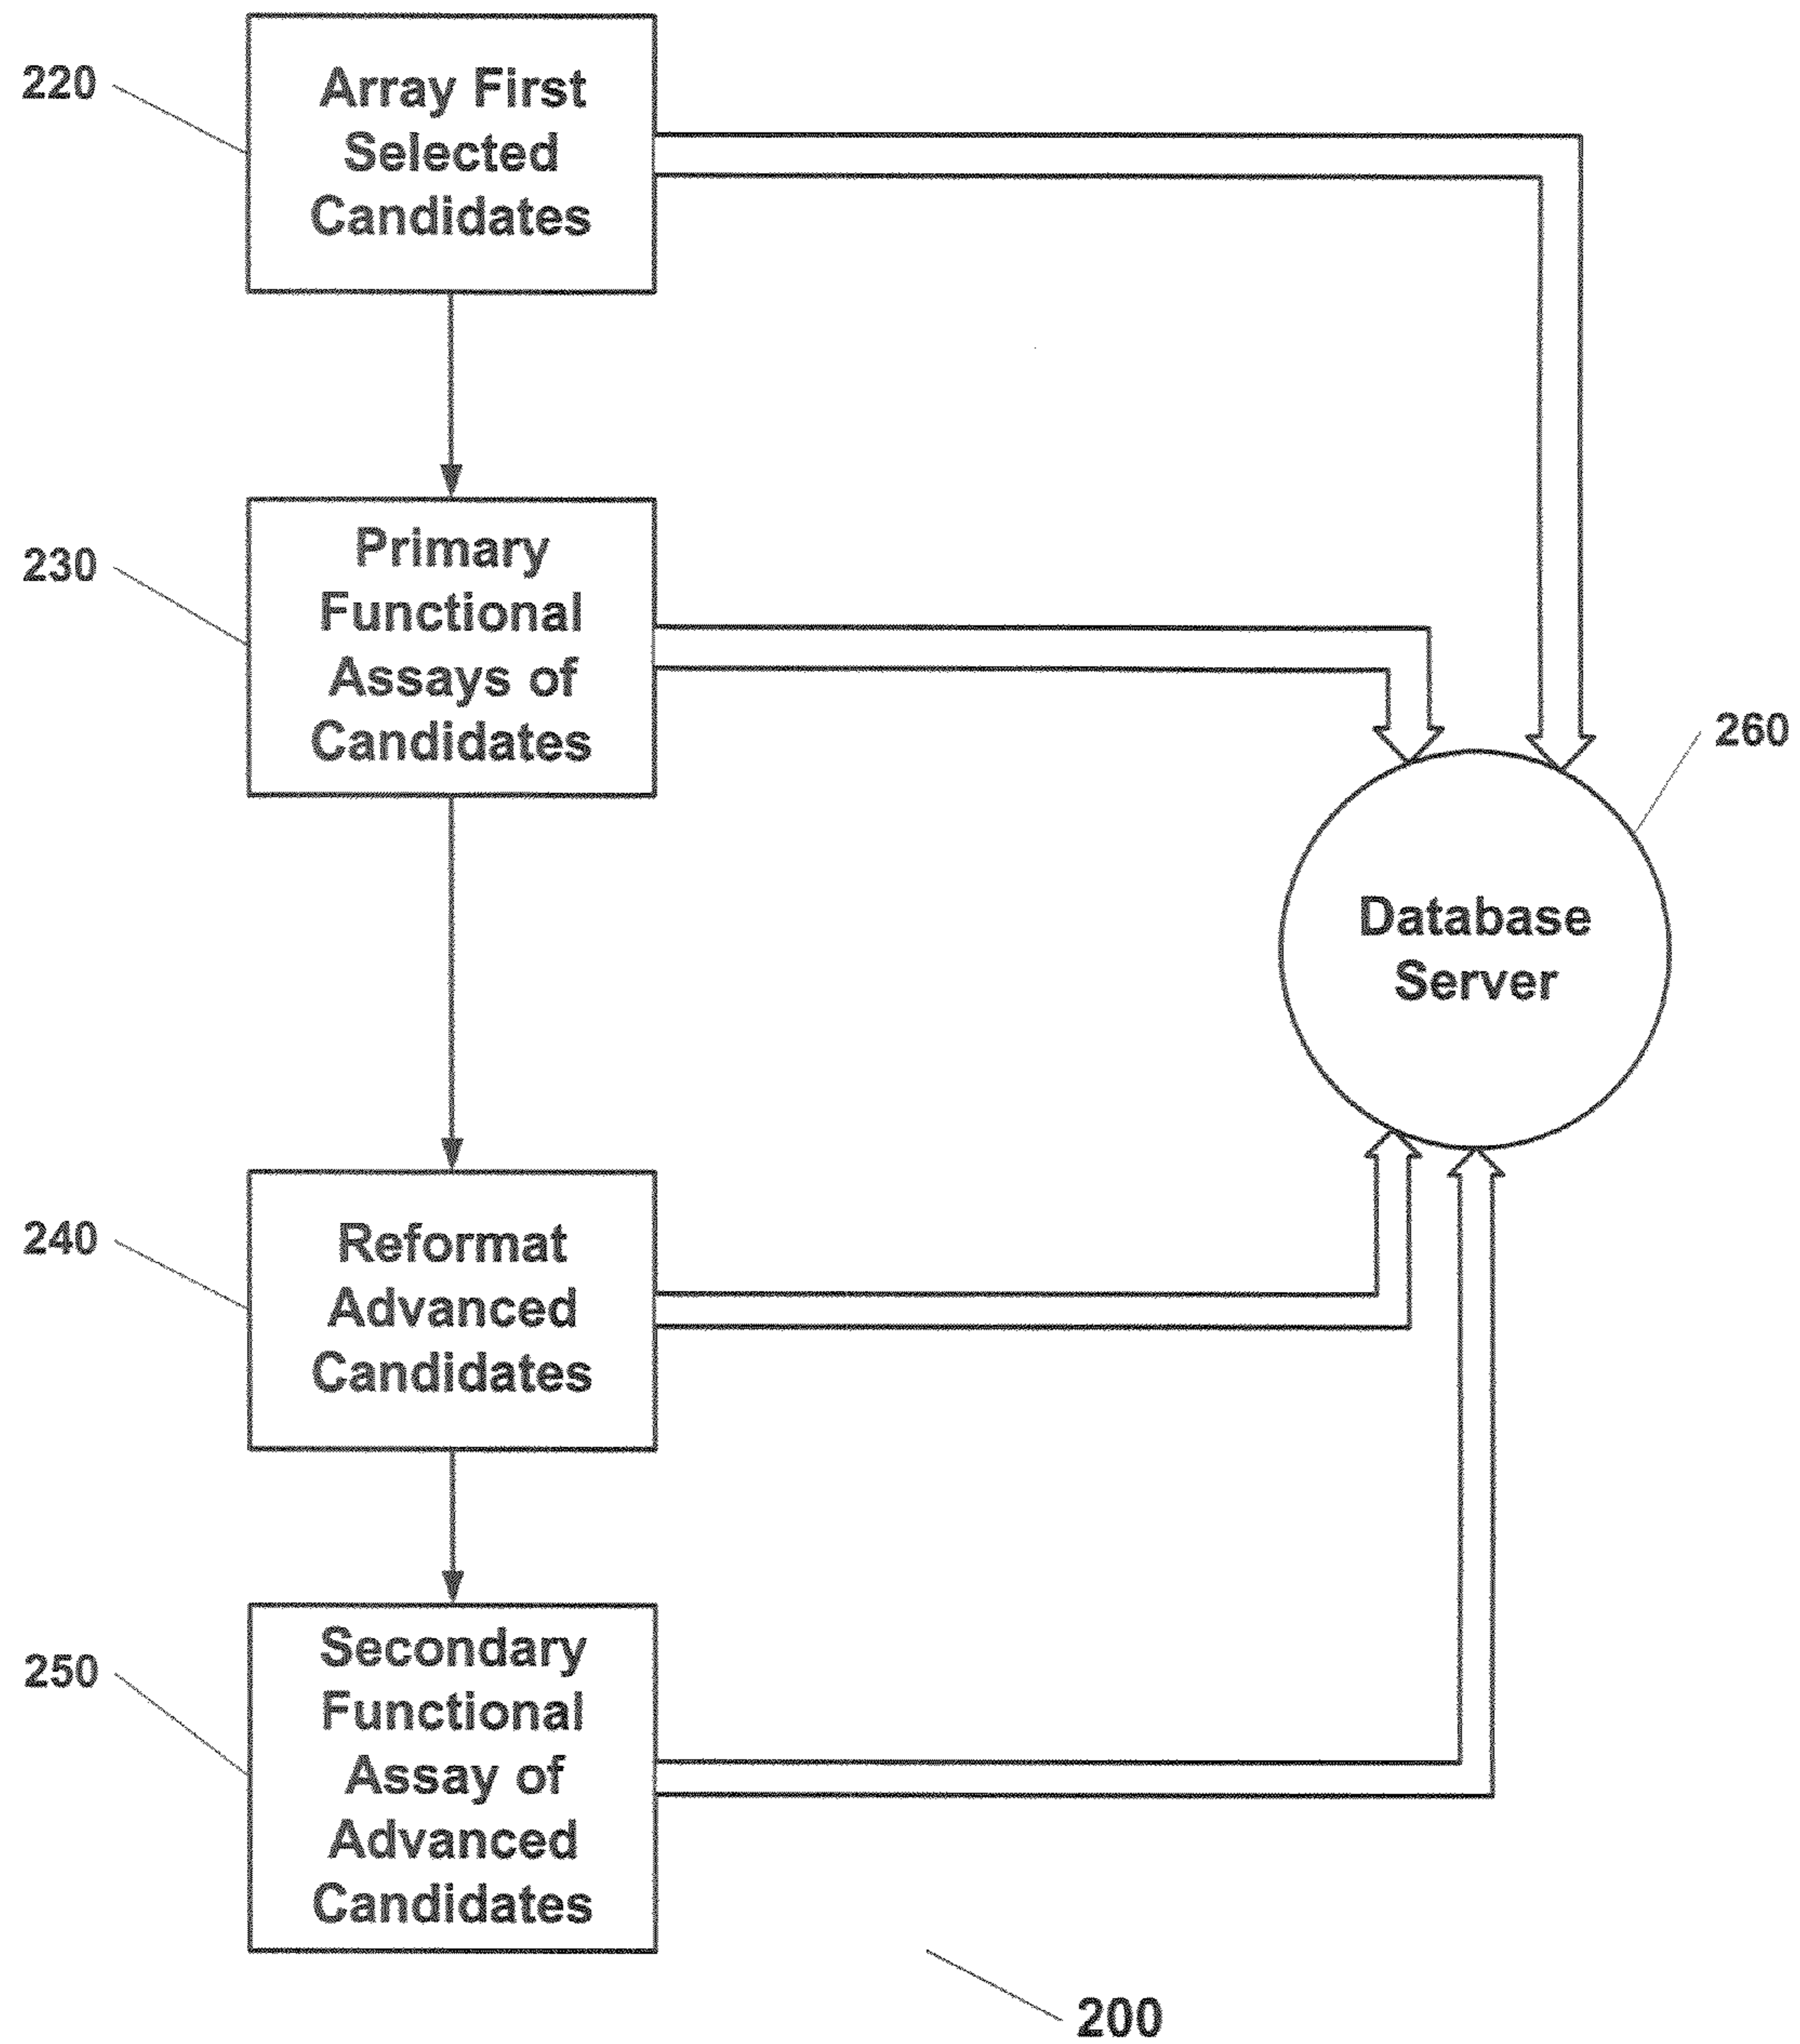 220
Array First
Selected
Candidates
230
Primary
Functional
Assays of
Candidates
260
Database
Server
240
Reformat
Advanced
Candidates
250
Secondary
Functional
Assay of
Advanced
Candidates
200